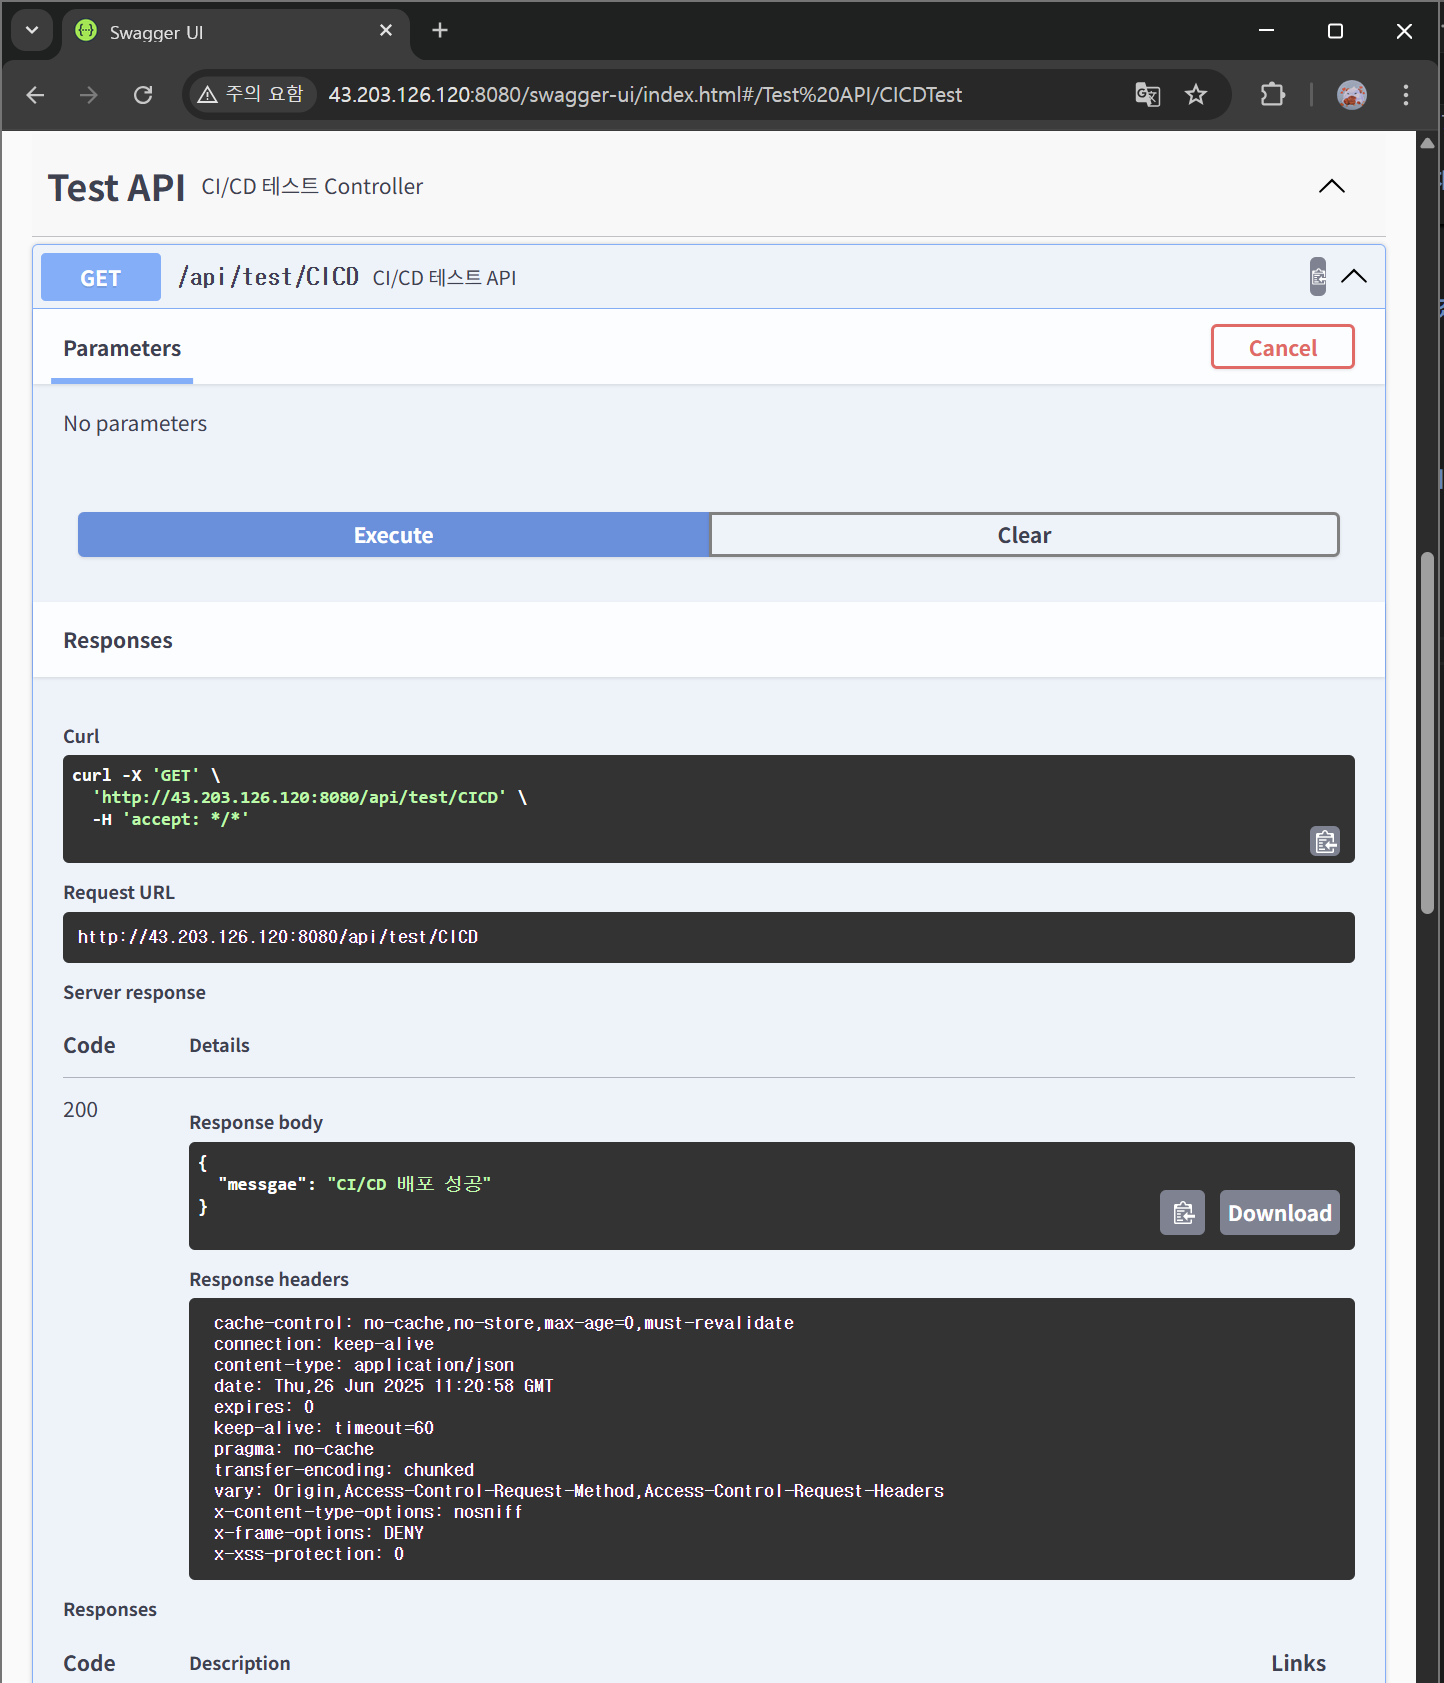 Swagger UI
주의 요함 43.203.126.120:8080/swagger-ui/index.html#/Test%20API/CICDTest
Test API CI/CD 테스트 Controller
GET /api/test/CICD CI/CD 테스트 API
Parameters
Cancel
No parameters
Execute
Clear
Responses
Curl
curl -X 'GET' \
'http://43.203.126.120:8080/api/test/CICD' \
-H 'accept: */*'
Request URL
http://43.203.126.120:8080/api/test/CICD
Server response
Code Details
200
Response body
{
"messgae": "CI/CD 배포 성공"
}
Download
Response headers
cache-control: no-cache,no-store,max-age=0,must-revalidate
connection: keep-alive
content-type: application/json
date: Thu,26 Jun 2025 11:20:58 GMT
expires: 0
keep-alive: timeout=60
pragma: no-cache
transfer-encoding: chunked
vary: Origin,Access-Control-Request-Method,Access-Control-Request-Headers
x-content-type-options: nosniff
x-frame-options: DENY
x-xss-protection: 0
Responses
Code Description Links